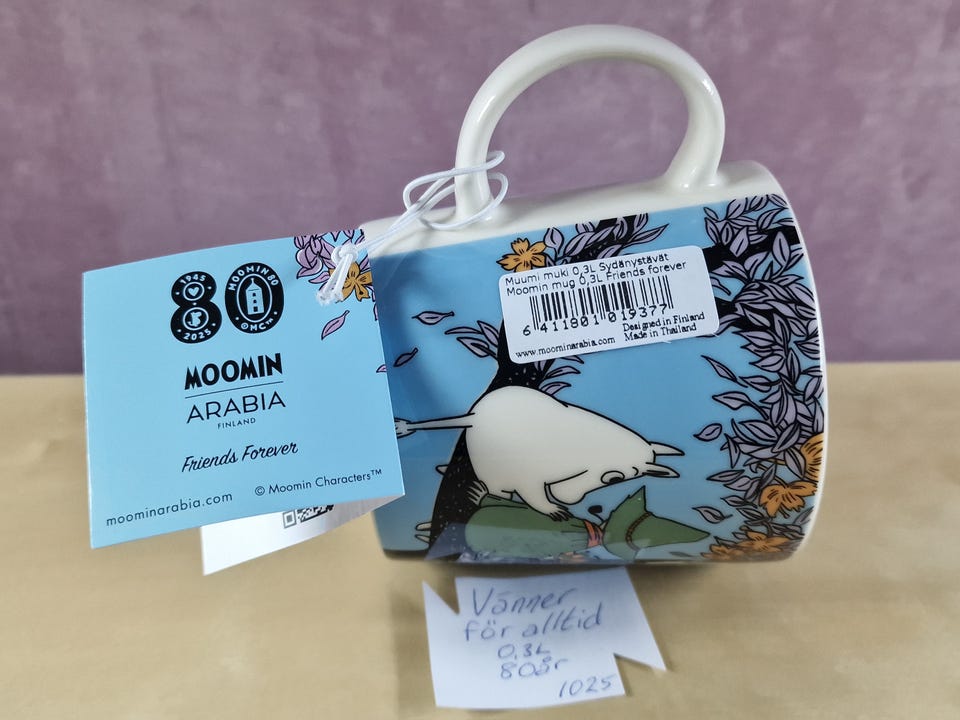 1945
80
MOOMIN 80
2025
©MC™
MOOMIN
ARABIA
FINLAND
Friends Forever
moominarabia.com © Moomin Characters™
Muumi muki 0,3L Sydänystävät
Moomin mug 0,3L Friends forever
6 411801 019377
Designed in Finland
www.moominarabia.com Made in Thailand
Vänner
för alltid
0,3L
80år
1025